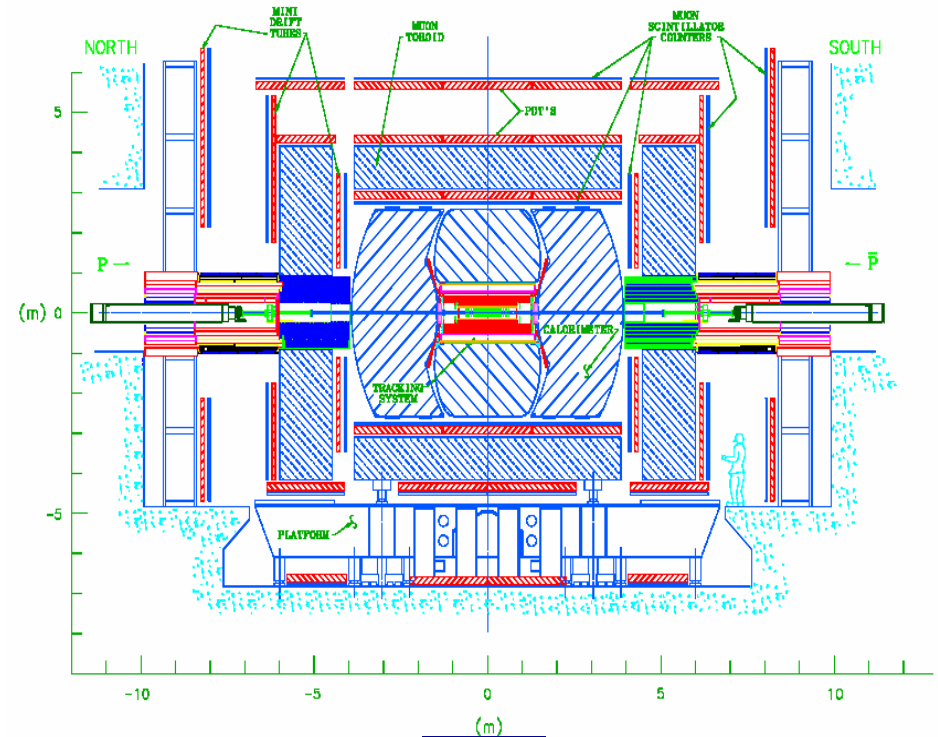 MINI
DRIFT
TUBES
MUON
TOROID
MUON
SCINTILLATOR
COUNTERS
NORTH
SOUTH
5
PDT'S
P
P̅
(m)
0
CALORIMETER
TRACKING
SYSTEM
-5
PLATFORM
-10
-5
0
5
10
(m)